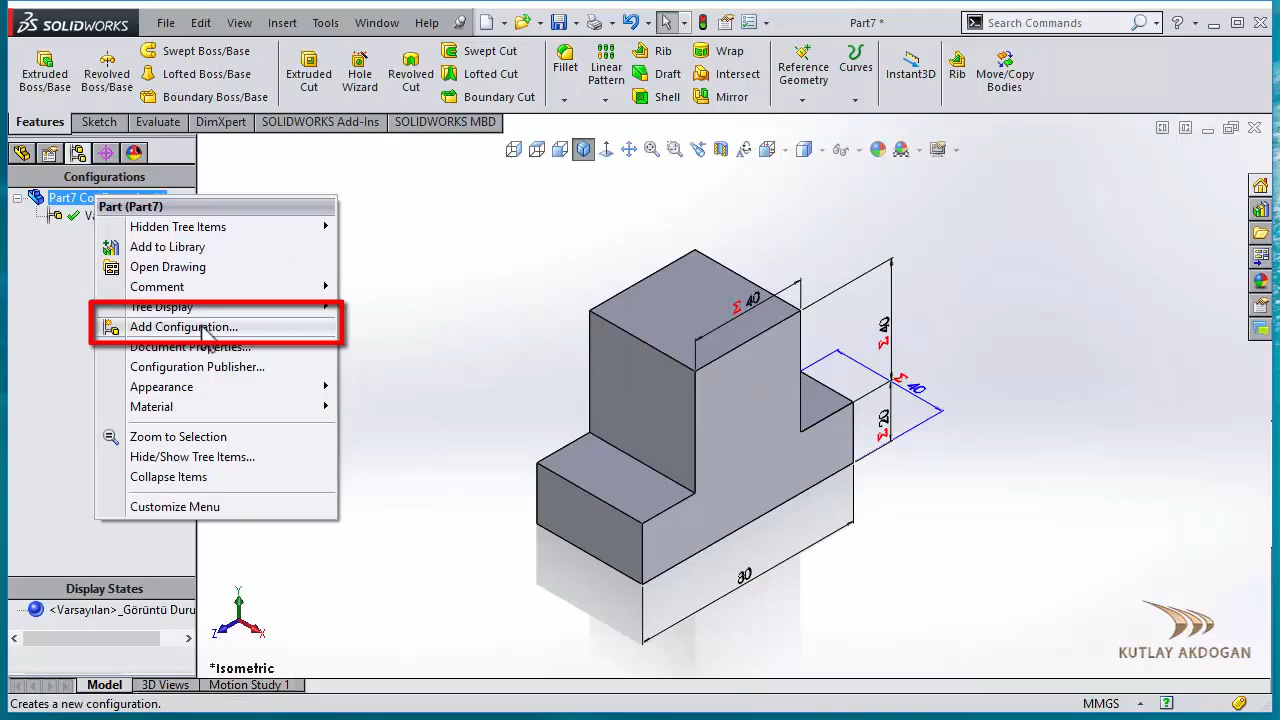 SOLIDWORKS
File Edit View Insert Tools Window Help
Part7 *
Search Commands
Extruded Boss/Base
Revolved Boss/Base
Swept Boss/Base
Lofted Boss/Base
Boundary Boss/Base
Extruded Cut
Hole Wizard
Revolved Cut
Swept Cut
Lofted Cut
Boundary Cut
Fillet
Linear Pattern
Rib
Draft
Shell
Wrap
Intersect
Mirror
Reference Geometry
Curves
Instant3D
Rib
Move/Copy Bodies
Features Sketch Evaluate DimXpert SOLIDWORKS Add-Ins SOLIDWORKS MBD
Configurations
Part7
Part (Part7)
Hidden Tree Items
Add to Library
Open Drawing
Comment
Tree Display
Add Configuration...
Document Properties...
Configuration Publisher...
Appearance
Material
Zoom to Selection
Hide/Show Tree Items...
Collapse Items
Customize Menu
Σ 40
Σ 40
Σ 40
Σ 20
80
Display States
<Varsayılan>_Görüntü Duru
Y
Z X
*Isometric
KUTLAY AKDOGAN
Model 3D Views Motion Study 1
Creates a new configuration.
MMGS